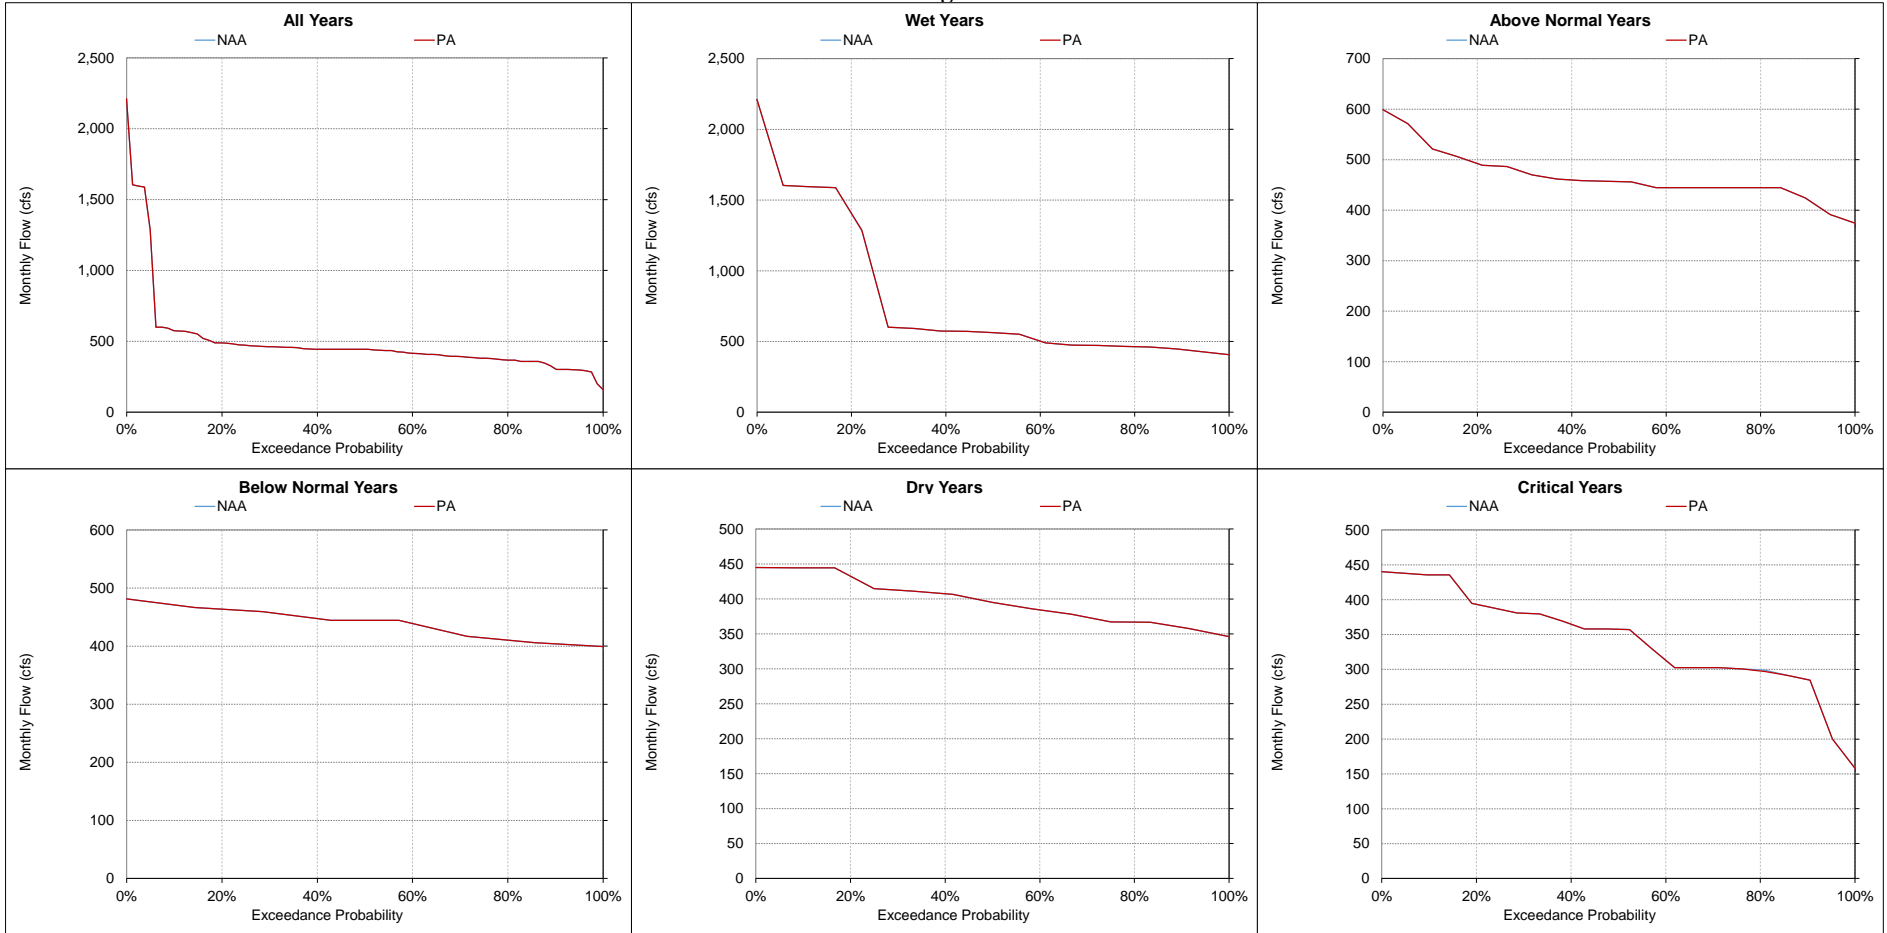 All Years
NAA PA
2,500
2,000
1,500
1,000
500
0
0% 20% 40% 60% 80% 100%
Monthly Flow (cfs)
Exceedance Probability
Wet Years
NAA PA
2,500
2,000
1,500
1,000
500
0
0% 20% 40% 60% 80% 100%
Monthly Flow (cfs)
Exceedance Probability
Above Normal Years
NAA PA
700
600
500
400
300
200
100
0
0% 20% 40% 60% 80% 100%
Monthly Flow (cfs)
Exceedance Probability
Below Normal Years
NAA PA
600
500
400
300
200
100
0
0% 20% 40% 60% 80% 100%
Monthly Flow (cfs)
Exceedance Probability
Dry Years
NAA PA
500
450
400
350
300
250
200
150
100
50
0
0% 20% 40% 60% 80% 100%
Monthly Flow (cfs)
Exceedance Probability
Critical Years
NAA PA
500
450
400
350
300
250
200
150
100
50
0
0% 20% 40% 60% 80% 100%
Monthly Flow (cfs)
Exceedance Probability